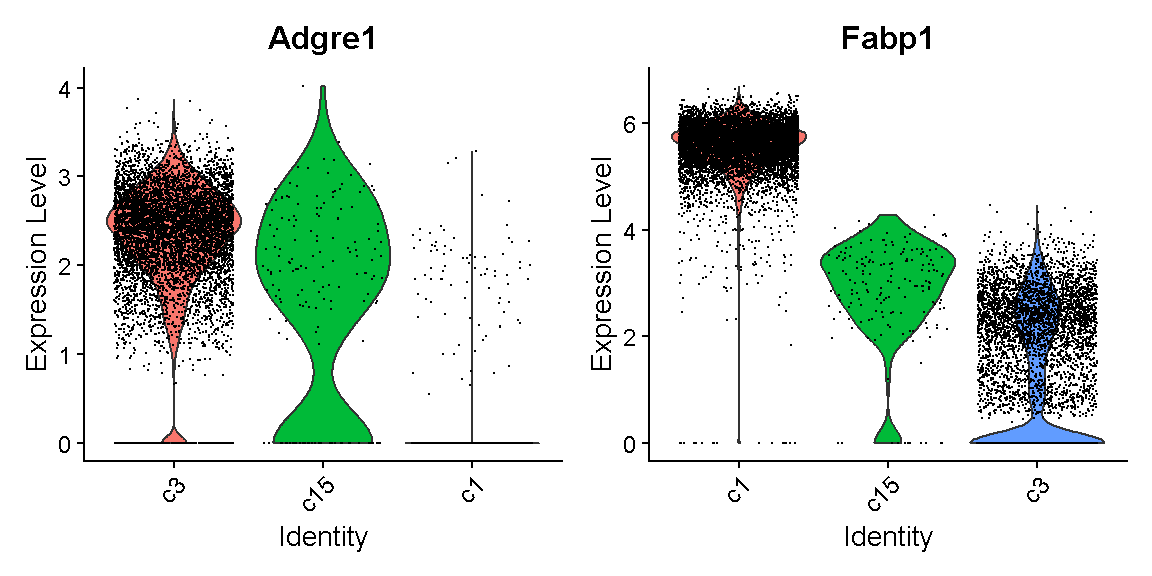 Adgre1
Expression Level
4
3
2
1
0
c3
c15
c1
Identity
Fabp1
Expression Level
6
4
2
0
c1
c15
c3
Identity